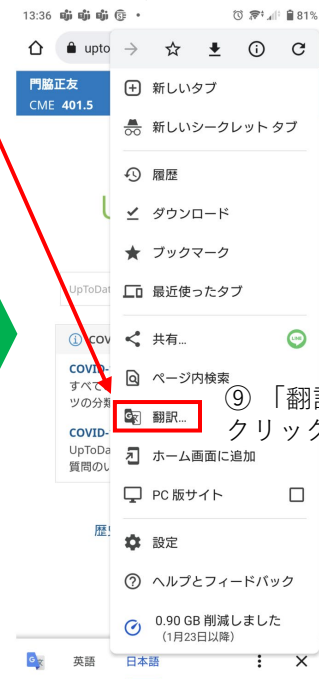 13:36
81%
upto
門脇正友
CME 401.5
新しいタブ
新しいシークレット タブ
履歴
ダウンロード
ブックマーク
UpToDat
最近使ったタブ
COV
共有...
LINE
COVID-
すべて
ページ内検索
ツの分類
⑨ 「翻訳
翻訳...
クリック
COVID-
UpToDa
ホーム画面に追加
質問のい
PC 版サイト
歴史
設定
ヘルプとフィードバック
0.90 GB 削減しました
(1月23日以降)
英語 日本語